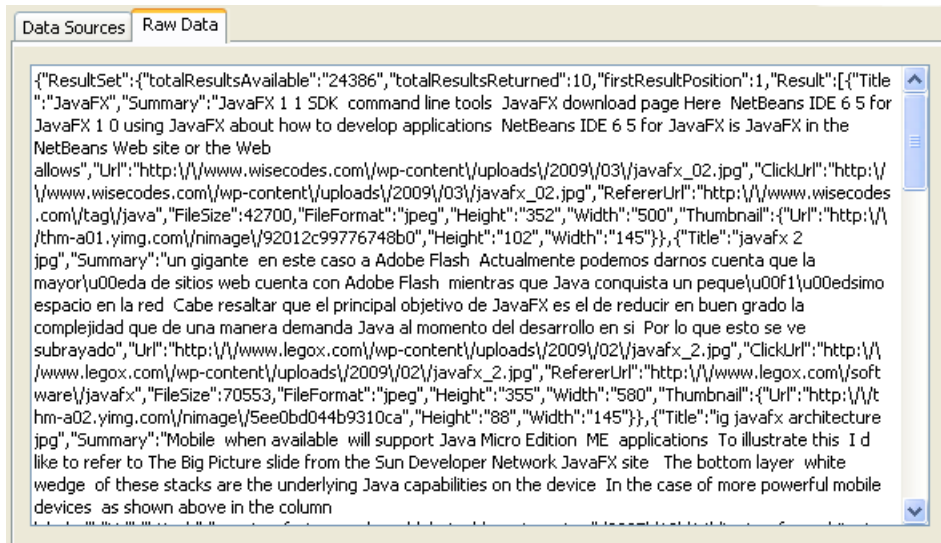 Data Sources Raw Data
{"ResultSet":{"totalResultsAvailable":"24386","totalResultsReturned":10,"firstResultPosition":1,"Result":[{"Title
":"JavaFX","Summary":"JavaFX 1 1 SDK  command line tools  JavaFX download page Here  NetBeans IDE 6 5 for
JavaFX 1 0 using JavaFX about how to develop applications  NetBeans IDE 6 5 for JavaFX is JavaFX in the
NetBeans Web site or the Web
allows","Url":"http:\/\/www.wisecodes.com\/wp-content\/uploads\/2009\/03\/javafx_02.jpg","ClickUrl":"http:\/
\/www.wisecodes.com\/wp-content\/uploads\/2009\/03\/javafx_02.jpg","RefererUrl":"http:\/\/www.wisecodes
.com\/tag\/java","FileSize":42700,"FileFormat":"jpeg","Height":"352","Width":"500","Thumbnail":{"Url":"http:\/\
/thm-a01.yimg.com\/nimage\/92012c99776748b0","Height":"102","Width":"145"}},{"Title":"javafx 2
jpg","Summary":"un gigante  en este caso a Adobe Flash  Actualmente podemos darnos cuenta que la
mayor\u00eda de sitios web cuenta con Adobe Flash  mientras que Java conquista un peque\u00f1\u00edsimo
espacio en la red  Cabe resaltar que el principal objetivo de JavaFX es el de reducir en buen grado la
complejidad que de una manera demanda Java al momento del desarrollo en si  Por lo que esto se ve
subrayado","Url":"http:\/\/www.legox.com\/wp-content\/uploads\/2009\/02\/javafx_2.jpg","ClickUrl":"http:\/\
/www.legox.com\/wp-content\/uploads\/2009\/02\/javafx_2.jpg","RefererUrl":"http:\/\/www.legox.com\/soft
ware\/javafx","FileSize":70553,"FileFormat":"jpeg","Height":"355","Width":"580","Thumbnail":{"Url":"http:\/\/t
hm-a02.yimg.com\/nimage\/5ee0bd044b9310ca","Height":"88","Width":"145"}},{"Title":"ig javafx architecture
jpg","Summary":"Mobile  when available  will support Java Micro Edition  ME  applications  To illustrate this  I d
like to refer to The Big Picture slide from the Sun Developer Network JavaFX site   The bottom layer  white
wedge  of these stacks are the underlying Java capabilities on the device  In the case of more powerful mobile
devices  as shown above in the column